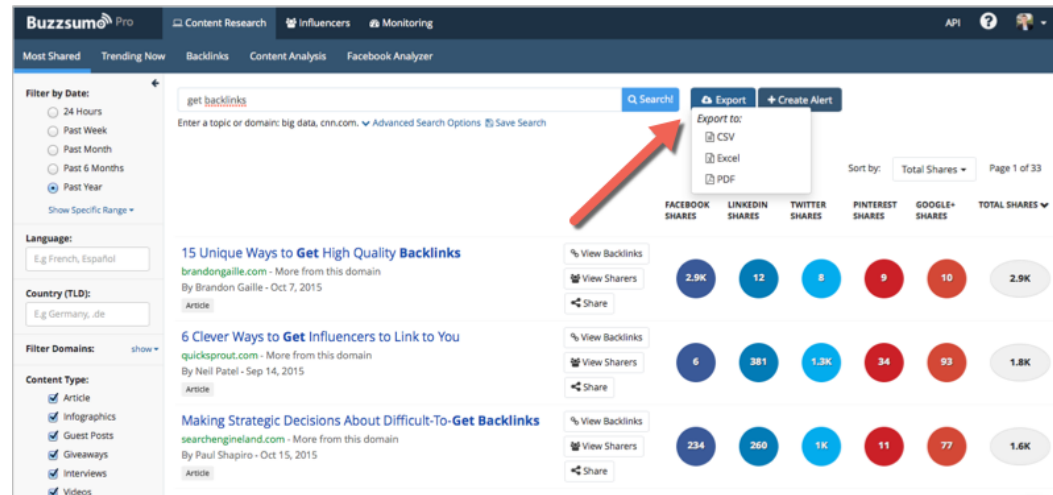 Buzzsumo Pro
Content Research
Influencers
Monitoring
API
?
Most Shared
Trending Now
Backlinks
Content Analysis
Facebook Analyzer
Filter by Date:
24 Hours
Past Week
Past Month
Past 6 Months
Past Year
Show Specific Range
Language:
E.g French, Español
Country (TLD):
E.g Germany, .de
Filter Domains: show
Content Type:
Article
Infographics
Guest Posts
Giveaways
Interviews
Videos
get backlinks
Search!
Export
+ Create Alert
Enter a topic or domain: big data, cnn.com. Advanced Search Options Save Search
Export to:
CSV
Excel
PDF
Sort by: Total Shares Page 1 of 33
FACEBOOK SHARES
LINKEDIN SHARES
TWITTER SHARES
PINTEREST SHARES
GOOGLE+ SHARES
TOTAL SHARES
15 Unique Ways to Get High Quality Backlinks
brandongaille.com - More from this domain
By Brandon Gaille - Oct 7, 2015
Article
View Backlinks
View Sharers
Share
2.9K 12 8 9 10 2.9K
6 Clever Ways to Get Influencers to Link to You
quicksprout.com - More from this domain
By Neil Patel - Sep 14, 2015
Article
View Backlinks
View Sharers
Share
6 381 1.3K 34 93 1.8K
Making Strategic Decisions About Difficult-To-Get Backlinks
searchengineland.com - More from this domain
By Paul Shapiro - Oct 15, 2015
Article
View Backlinks
View Sharers
Share
234 260 1K 11 77 1.6K